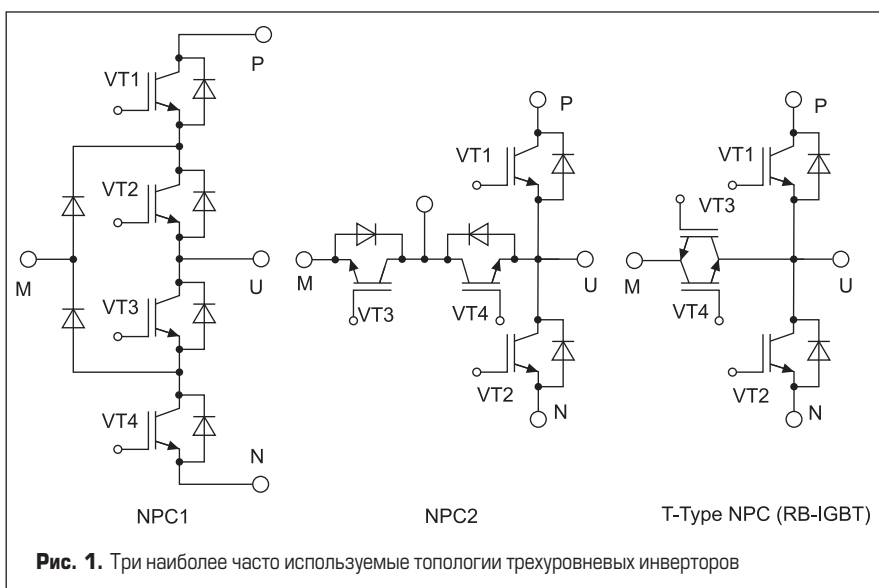 P
VT1
VT2
M
U
VT3
VT4
N
NPC1
P
VT1
M
VT3
VT4
U
VT2
N
NPC2
P
VT1
VT3
M
VT4
U
VT2
N
T-Type NPC (RB-IGBT)
Рис. 1. Три наиболее часто используемые топологии трехуровневых инверторов